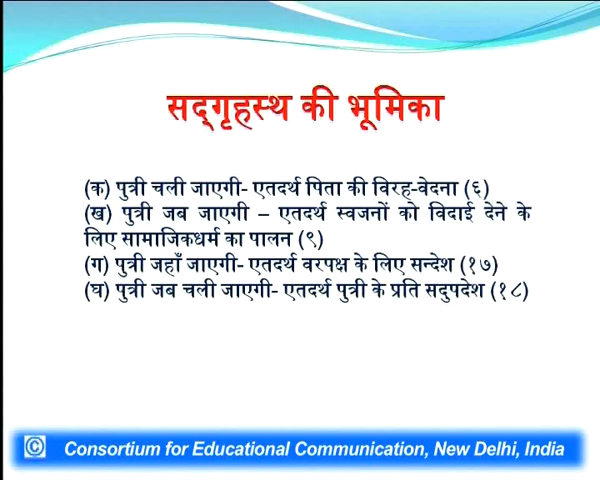 सद्गृहस्थ की भूमिका
(क) पुत्री चली जाएगी- एतदर्थ पिता की विरह-वेदना (६)
(ख) पुत्री जब जाएगी – एतदर्थ स्वजनों को विदाई देने के
लिए सामाजिकधर्म का पालन (९)
(ग) पुत्री जहाँ जाएगी- एतदर्थ वरपक्ष के लिए सन्देश (१७)
(घ) पुत्री जब चली जाएगी- एतदर्थ पुत्री के प्रति सदुपदेश (१८)
© Consortium for Educational Communication, New Delhi, India